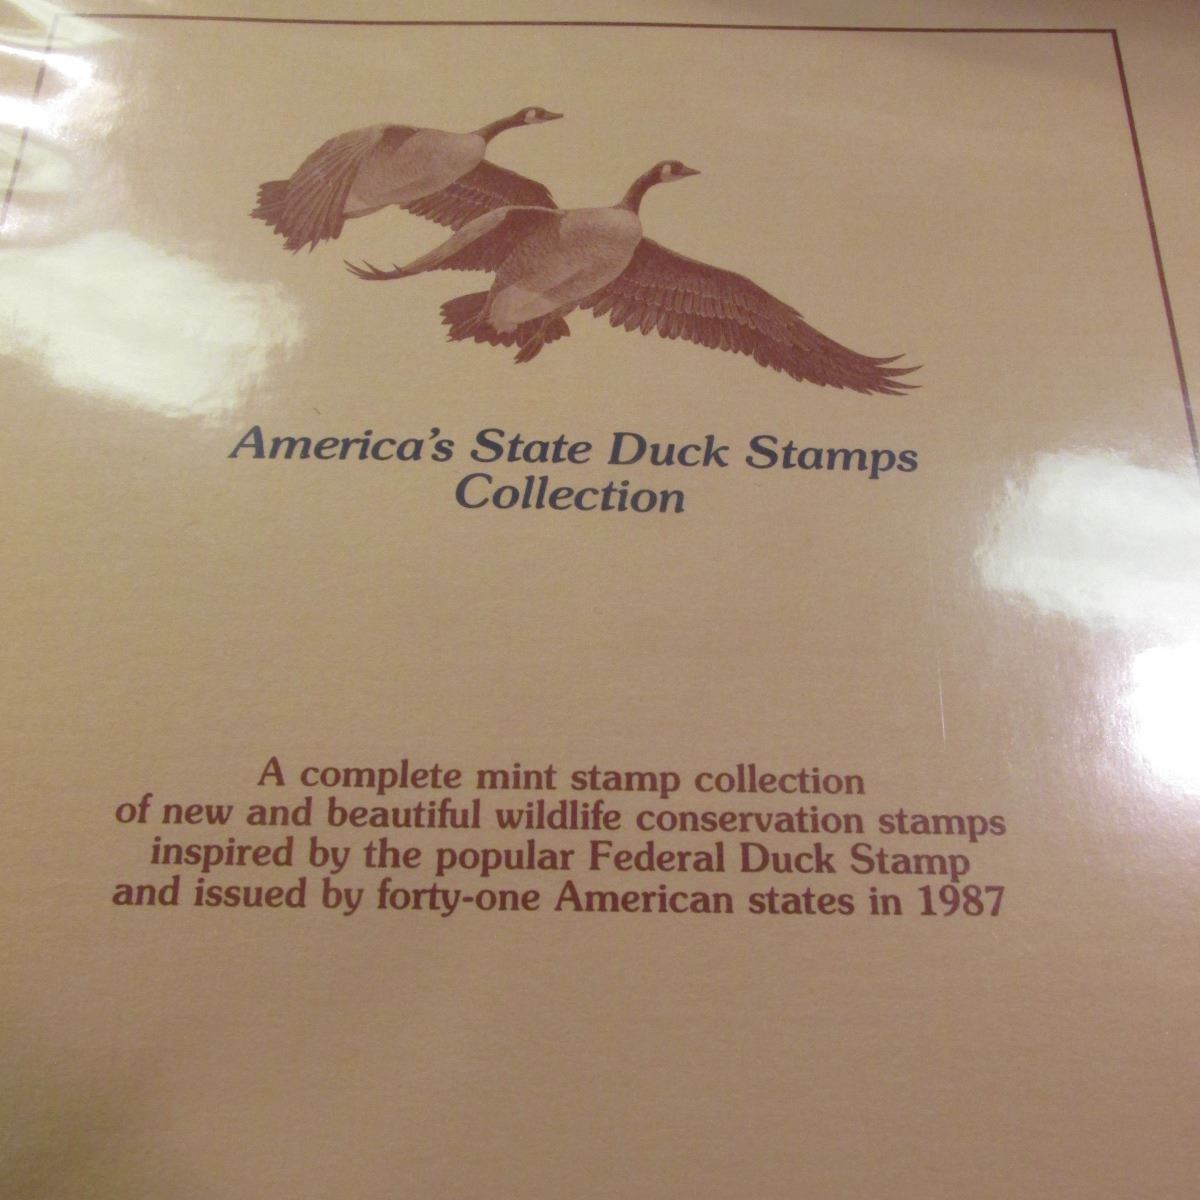 America's State Duck Stamps
Collection
A complete mint stamp collection
of new and beautiful wildlife conservation stamps
inspired by the popular Federal Duck Stamp
and issued by forty-one American states in 1987